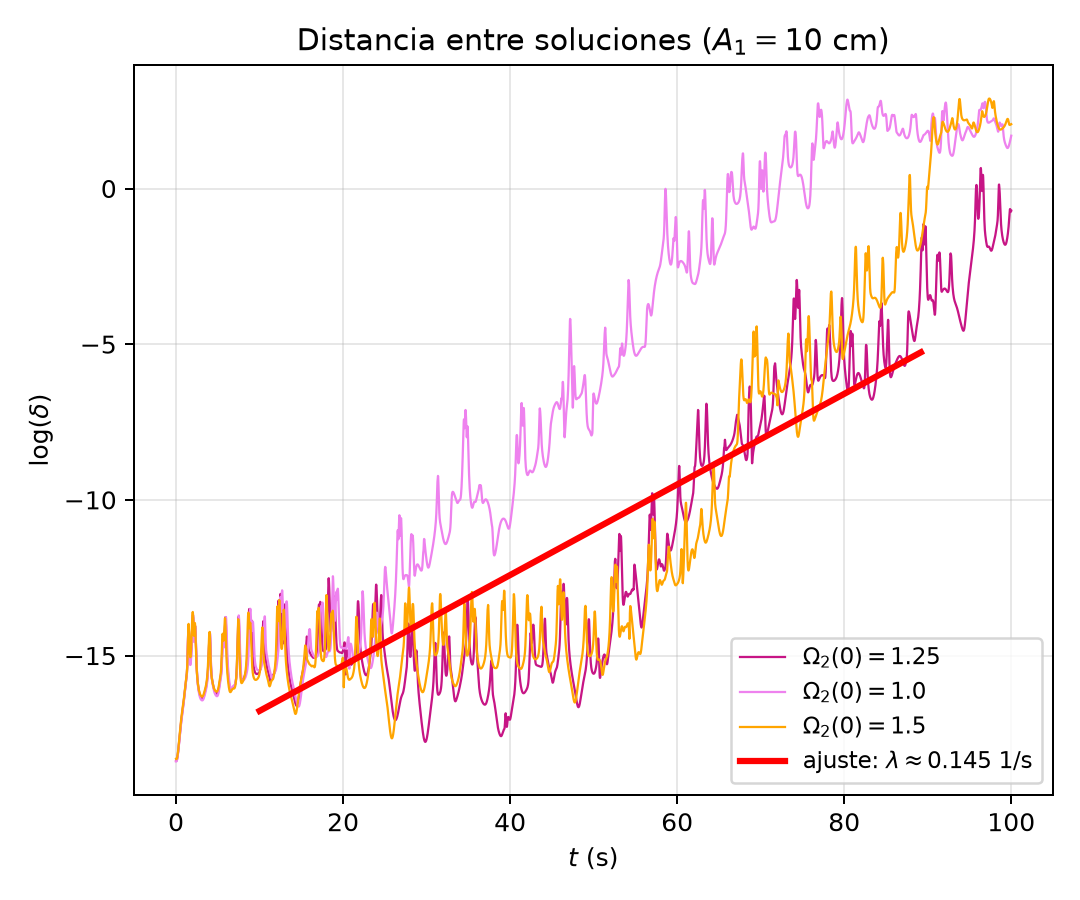 Distancia entre soluciones (A₁ = 10 cm)
log(δ)
0
−5
−10
−15
0 20 40 60 80 100
t (s)
Ω₂(0) = 1.25
Ω₂(0) = 1.0
Ω₂(0) = 1.5
ajuste: λ ≈ 0.145 1/s